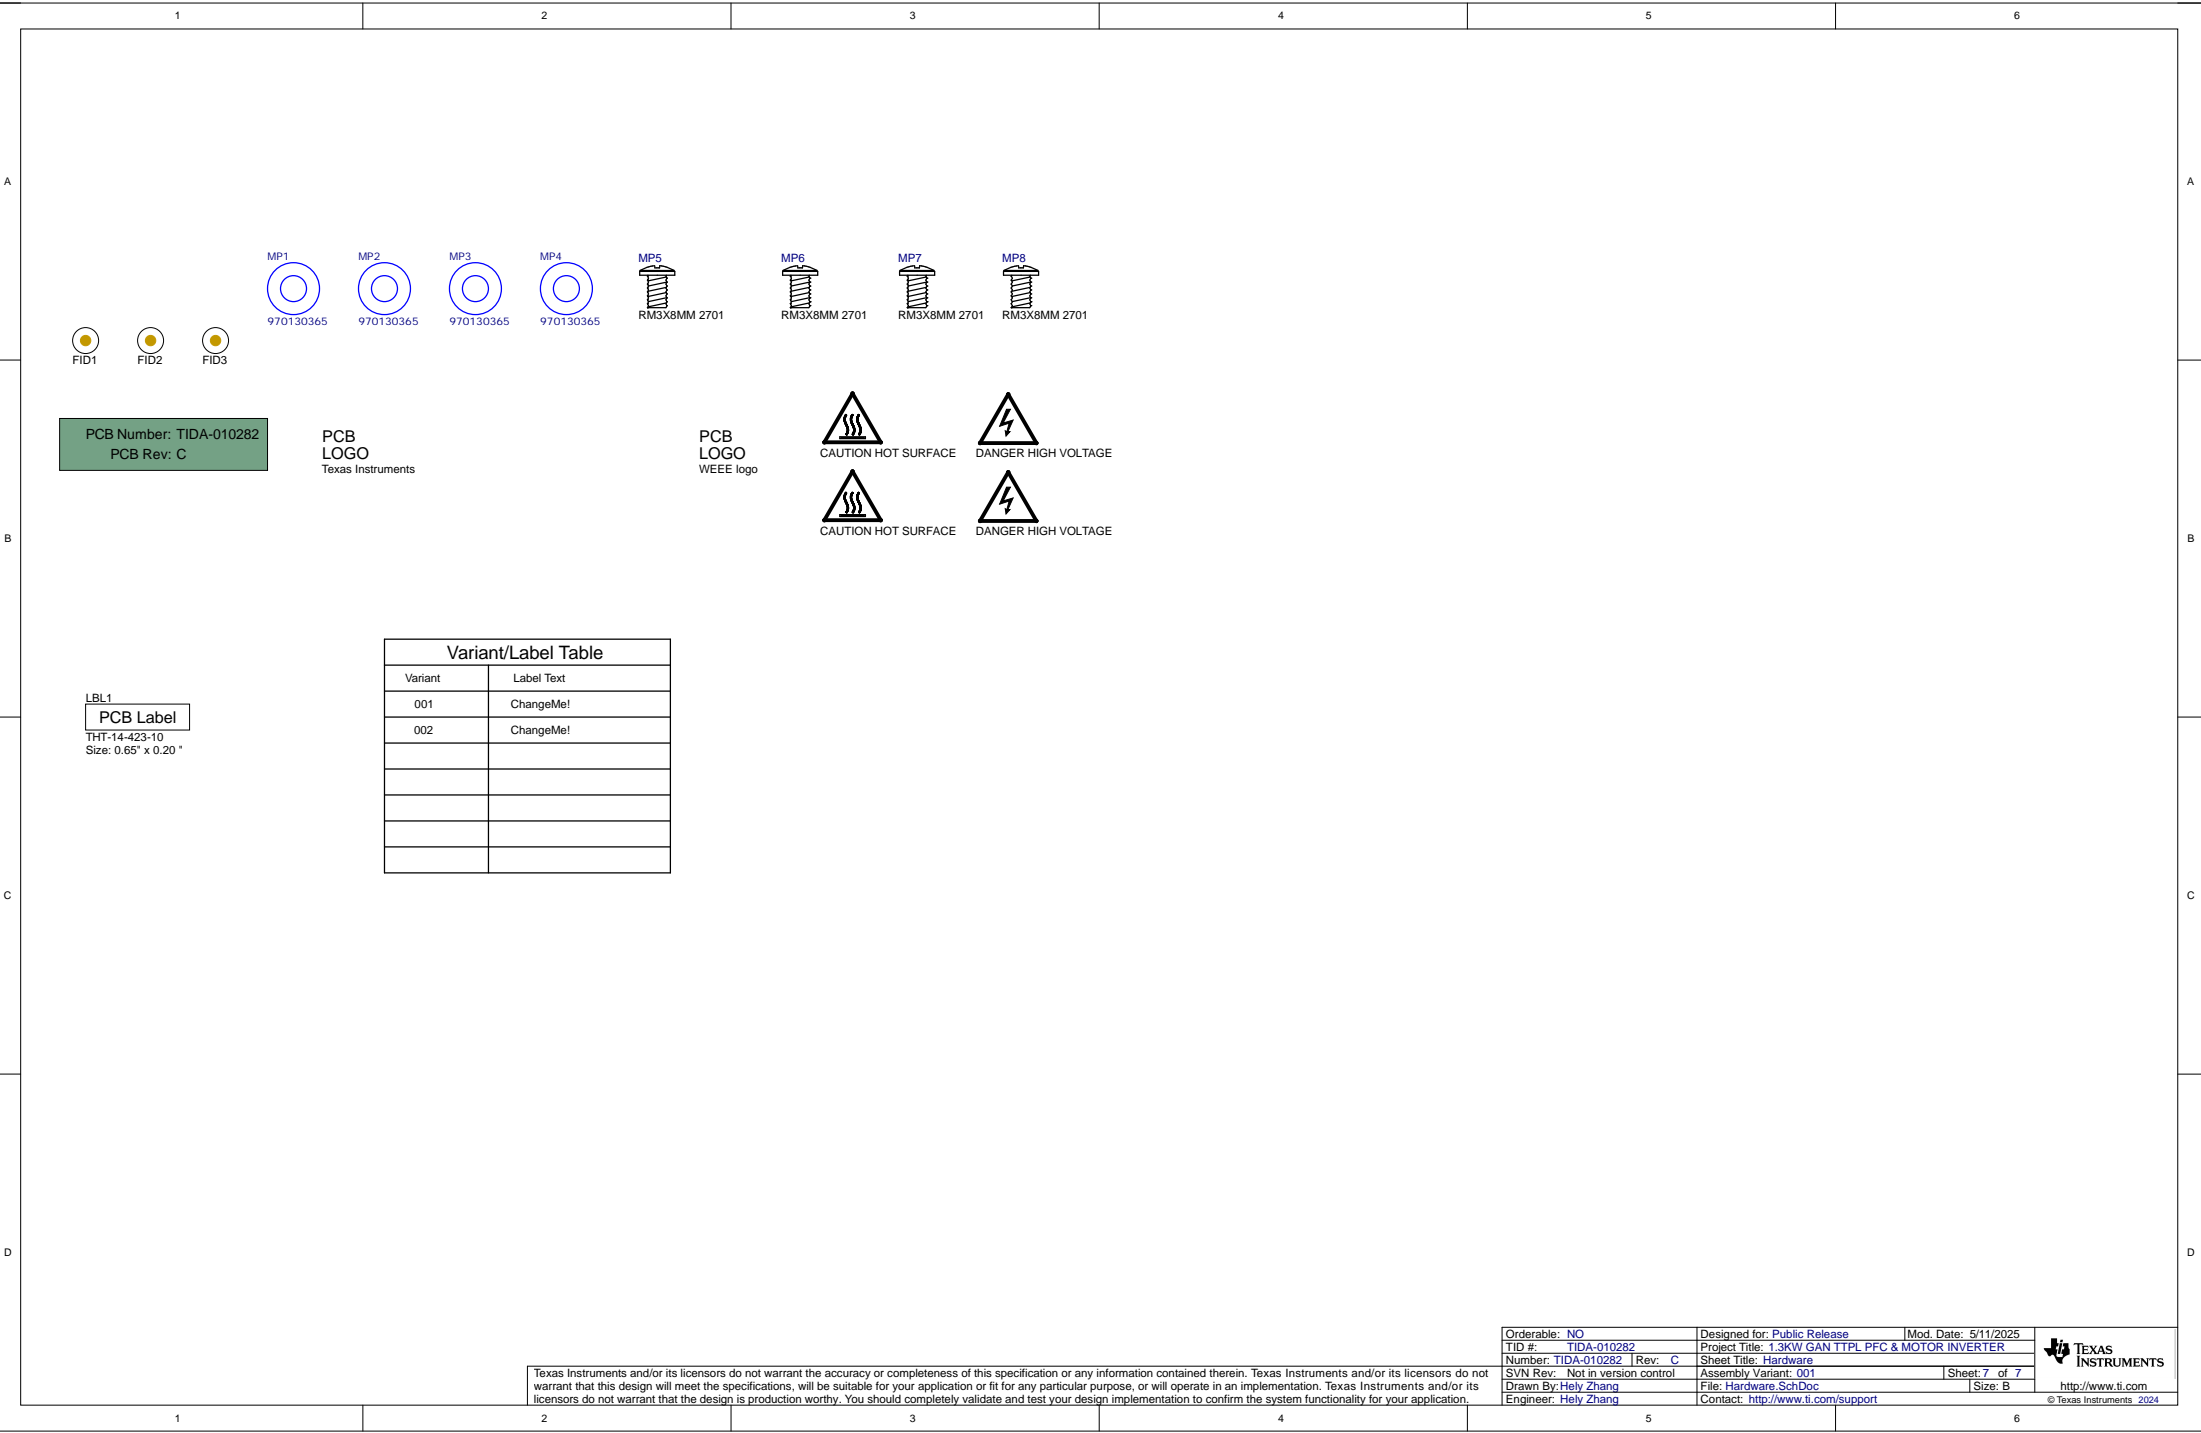 1 2 3 4 5 6
A A
MP1 MP2 MP3 MP4 MP5 MP6 MP7 MP8
970130365 970130365 970130365 970130365 RM3X8MM 2701 RM3X8MM 2701 RM3X8MM 2701 RM3X8MM 2701
FID1 FID2 FID3
PCB Number: TIDA-010282
PCB Rev: C
PCB
LOGO
Texas Instruments
PCB
LOGO
WEEE logo
CAUTION HOT SURFACE DANGER HIGH VOLTAGE
CAUTION HOT SURFACE DANGER HIGH VOLTAGE
B B
Variant/Label Table
Variant Label Text
001 ChangeMe!
002 ChangeMe!
LBL1
PCB Label
THT-14-423-10
Size: 0.65" x 0.20 "
C C
D D
Texas Instruments and/or its licensors do not warrant the accuracy or completeness of this specification or any information contained therein. Texas Instruments and/or its licensors do not
warrant that this design will meet the specifications, will be suitable for your application or fit for any particular purpose, or will operate in an implementation. Texas Instruments and/or its
licensors do not warrant that the design is production worthy. You should completely validate and test your design implementation to confirm the system functionality for your application.
Orderable: NO Designed for: Public Release Mod. Date: 5/11/2025
TID #: TIDA-010282 Project Title: 1.3KW GAN TTPL PFC & MOTOR INVERTER
Number: TIDA-010282 Rev: C Sheet Title: Hardware
SVN Rev: Not in version control Assembly Variant: 001 Sheet: 7 of 7
Drawn By: Hely Zhang File: Hardware.SchDoc Size: B
Engineer: Hely Zhang Contact: http://www.ti.com/support
TEXAS
INSTRUMENTS
http://www.ti.com
© Texas Instruments 2024
1 2 3 4 5 6